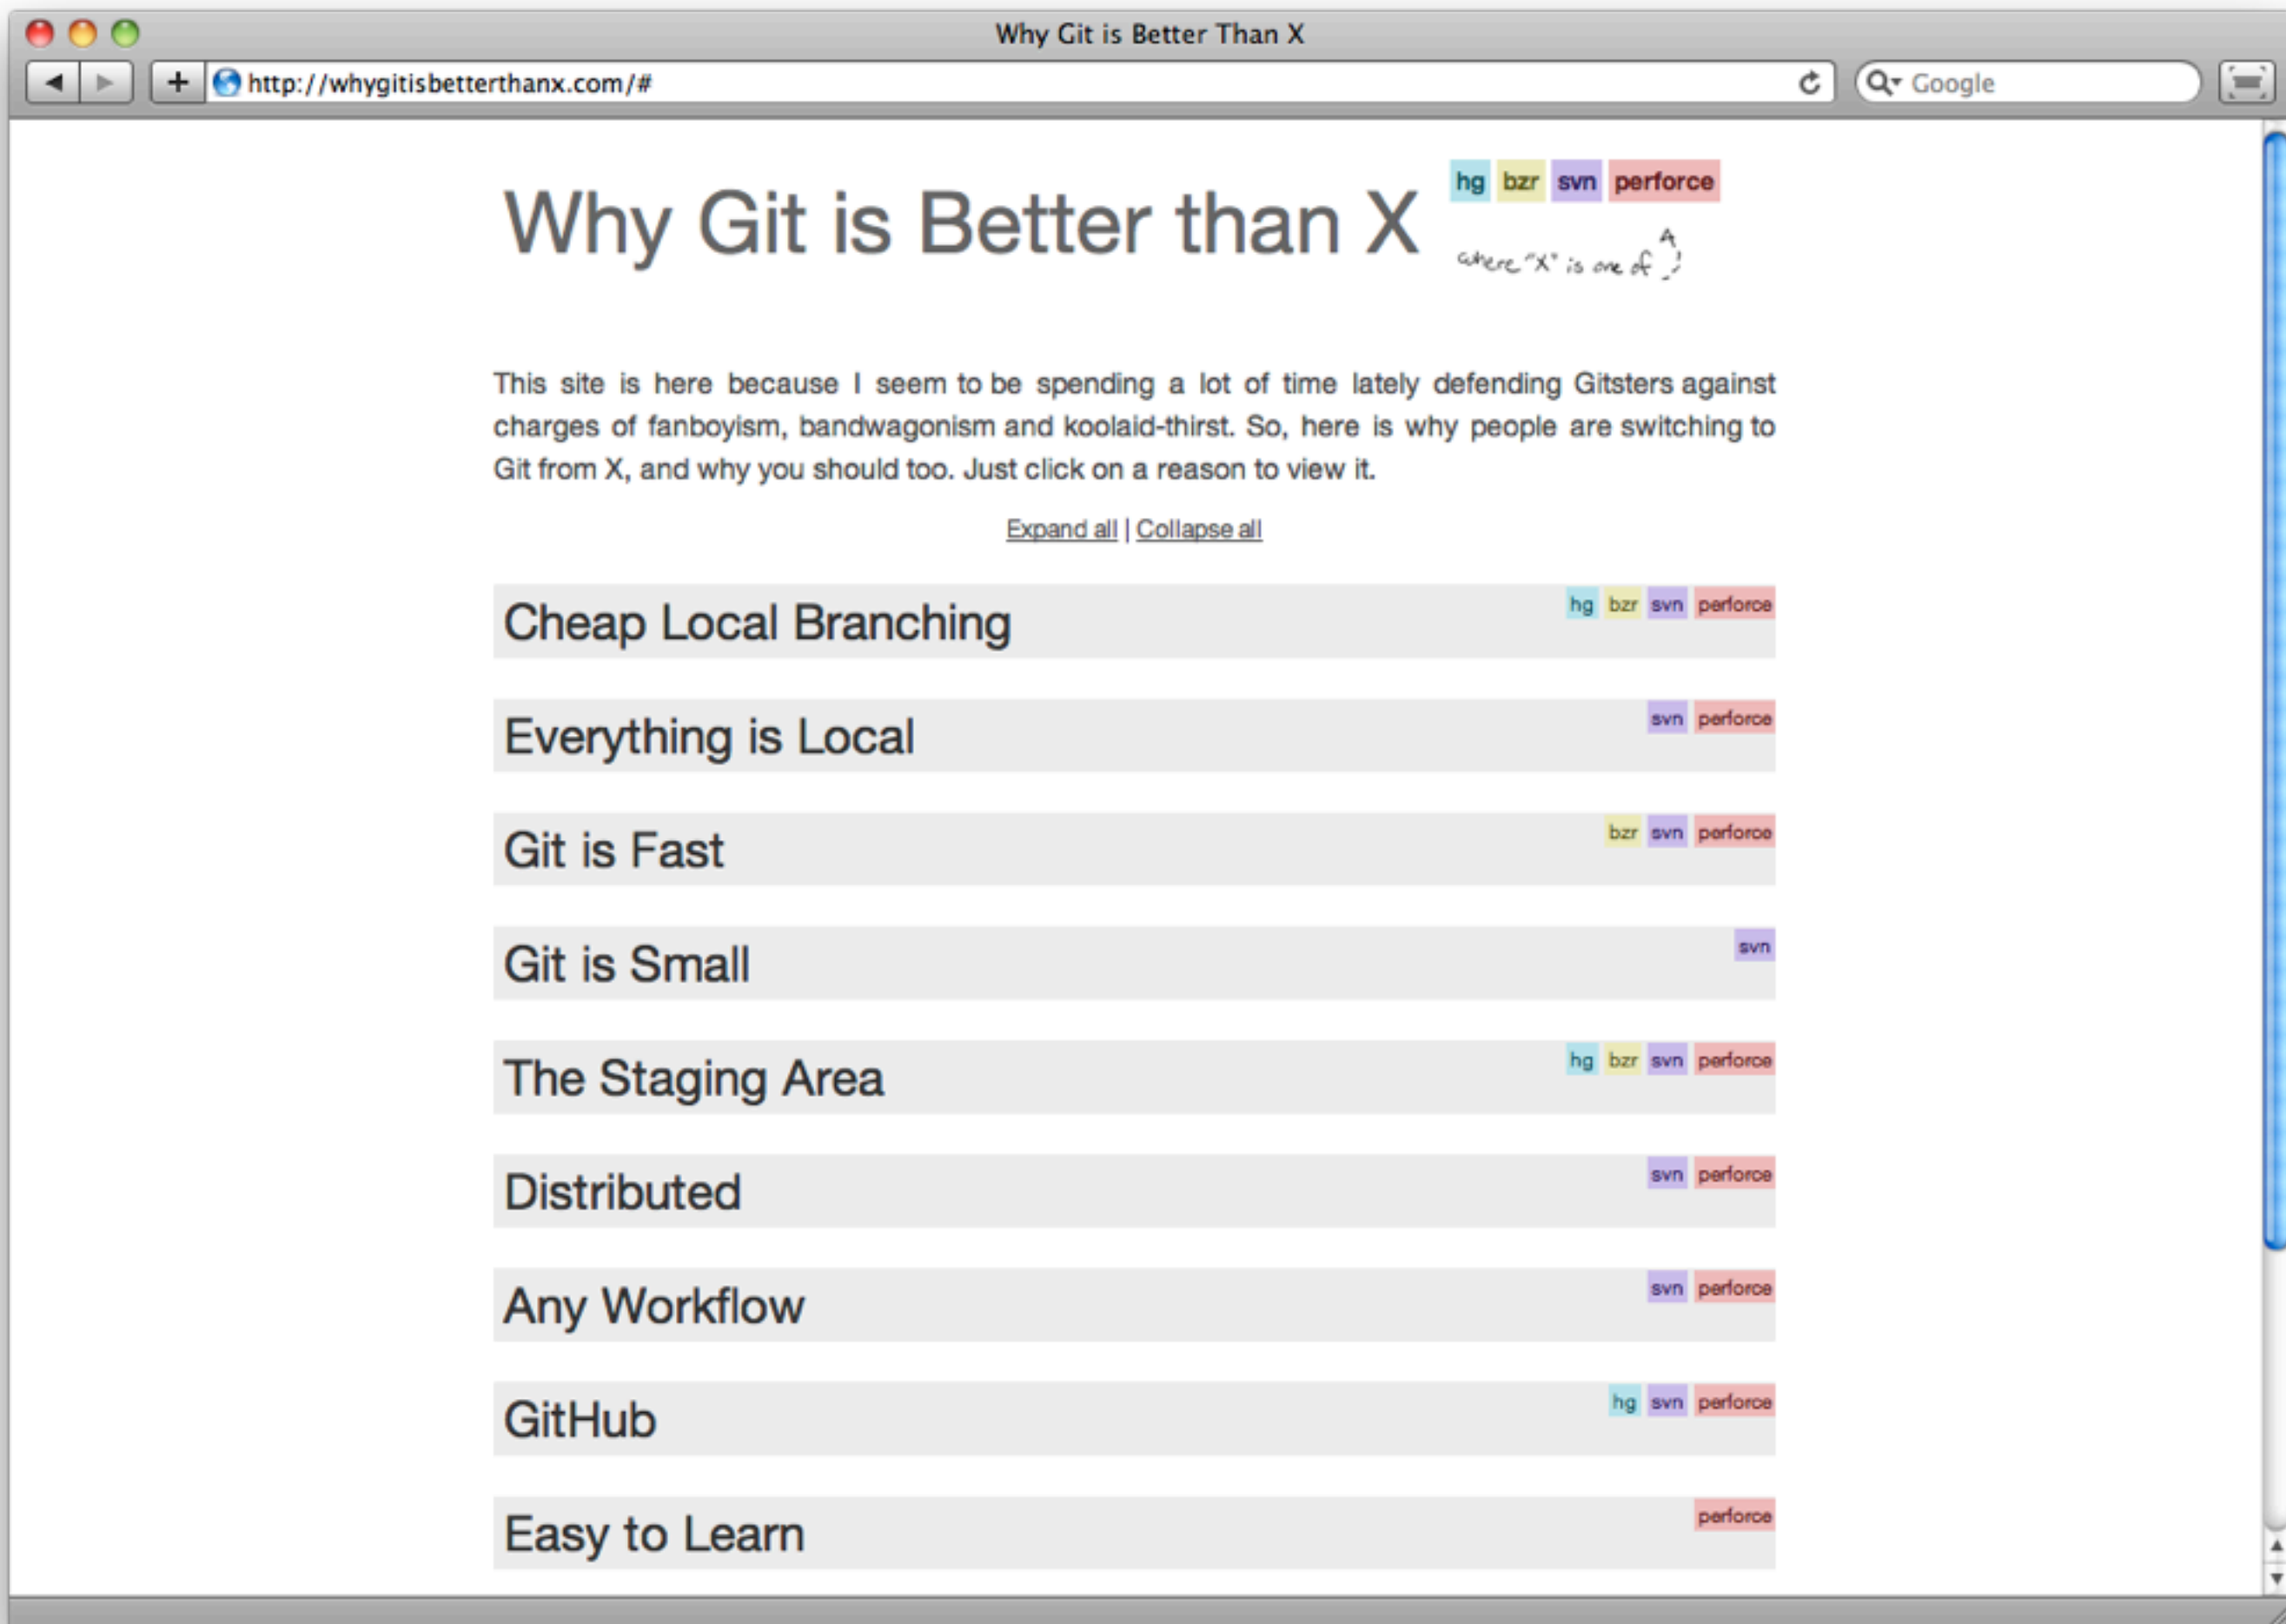 Why Git is Better Than X
http://whygitisbetterthanx.com/#
Google
Why Git is Better than X
hg bzr svn perforce
where "X" is one of
This site is here because I seem to be spending a lot of time lately defending Gitsters against
charges of fanboyism, bandwagonism and koolaid-thirst. So, here is why people are switching to
Git from X, and why you should too. Just click on a reason to view it.
Expand all | Collapse all
Cheap Local Branching
hg bzr svn perforce
Everything is Local
svn perforce
Git is Fast
bzr svn perforce
Git is Small
svn
The Staging Area
hg bzr svn perforce
Distributed
svn perforce
Any Workflow
svn perforce
GitHub
hg svn perforce
Easy to Learn
perforce